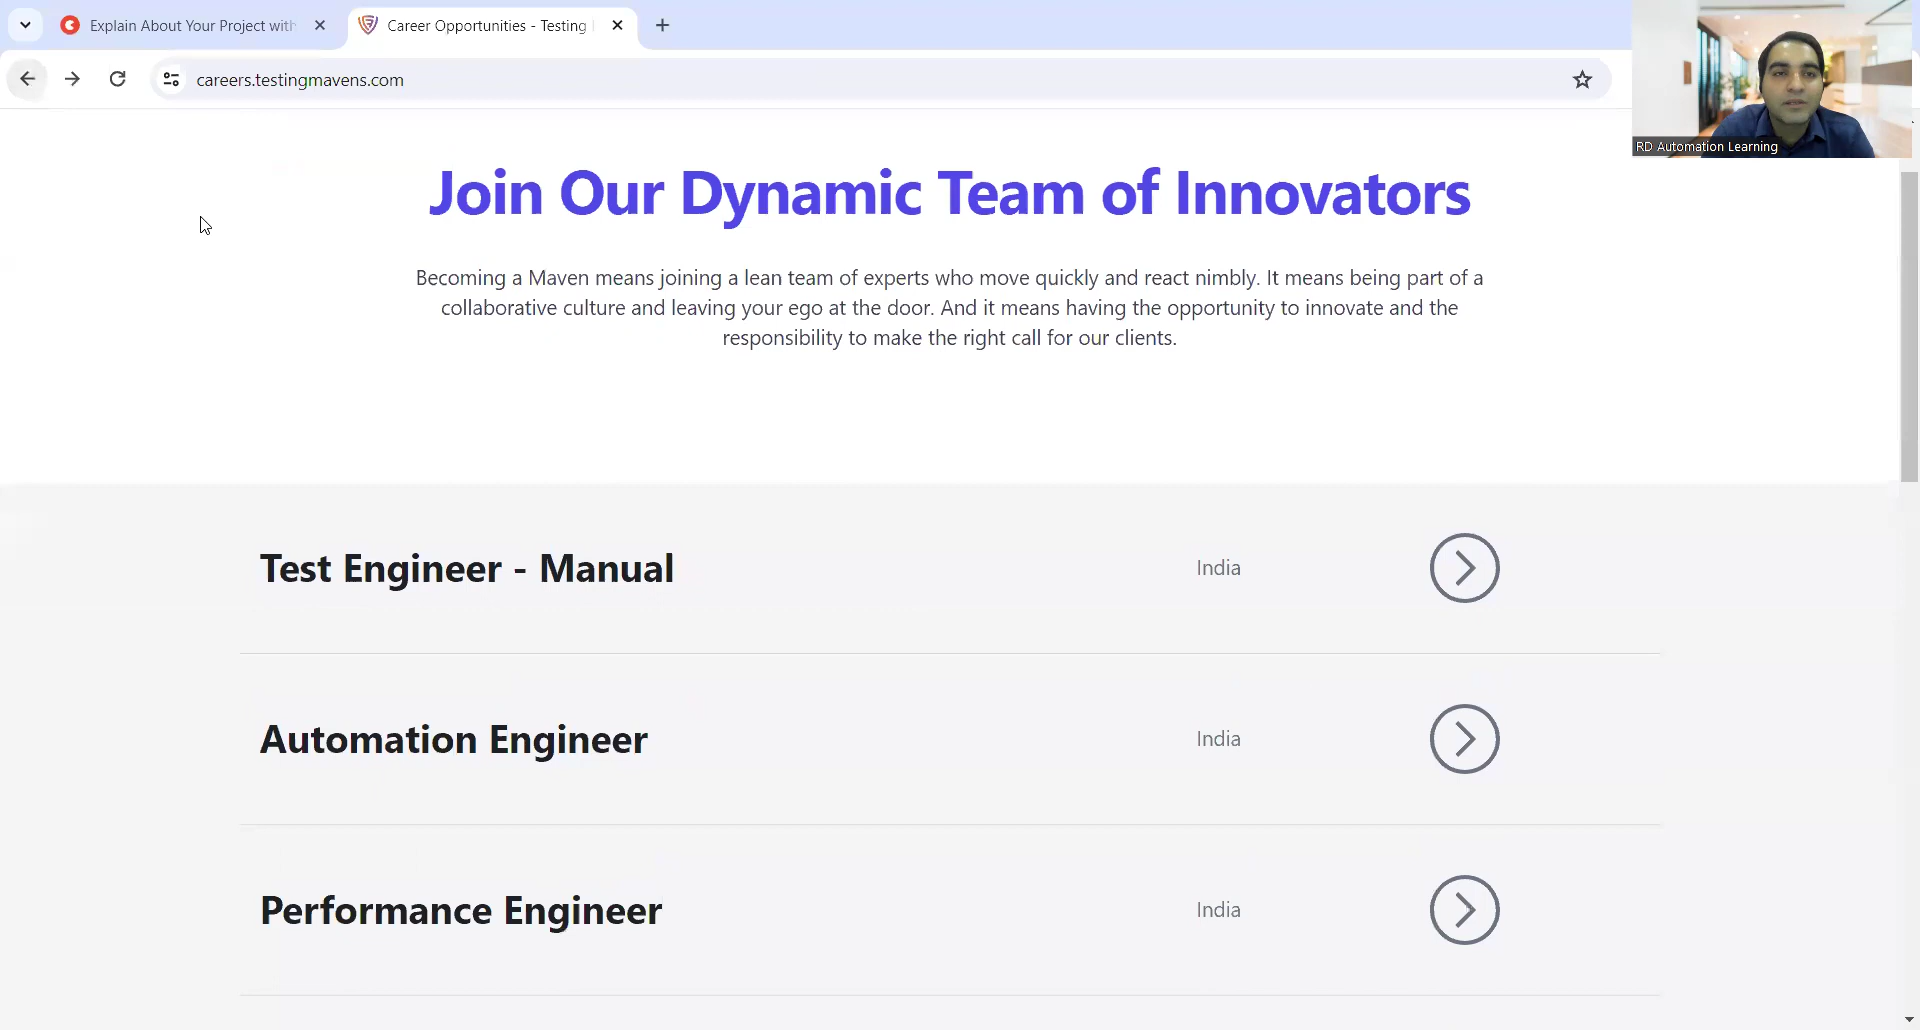 Explain About Your Project with
Career Opportunities - Testing
careers.testingmavens.com
RD Automation Learning
Join Our Dynamic Team of Innovators
Becoming a Maven means joining a lean team of experts who move quickly and react nimbly. It means being part of a
collaborative culture and leaving your ego at the door. And it means having the opportunity to innovate and the
responsibility to make the right call for our clients.
Test Engineer - Manual India
Automation Engineer India
Performance Engineer India